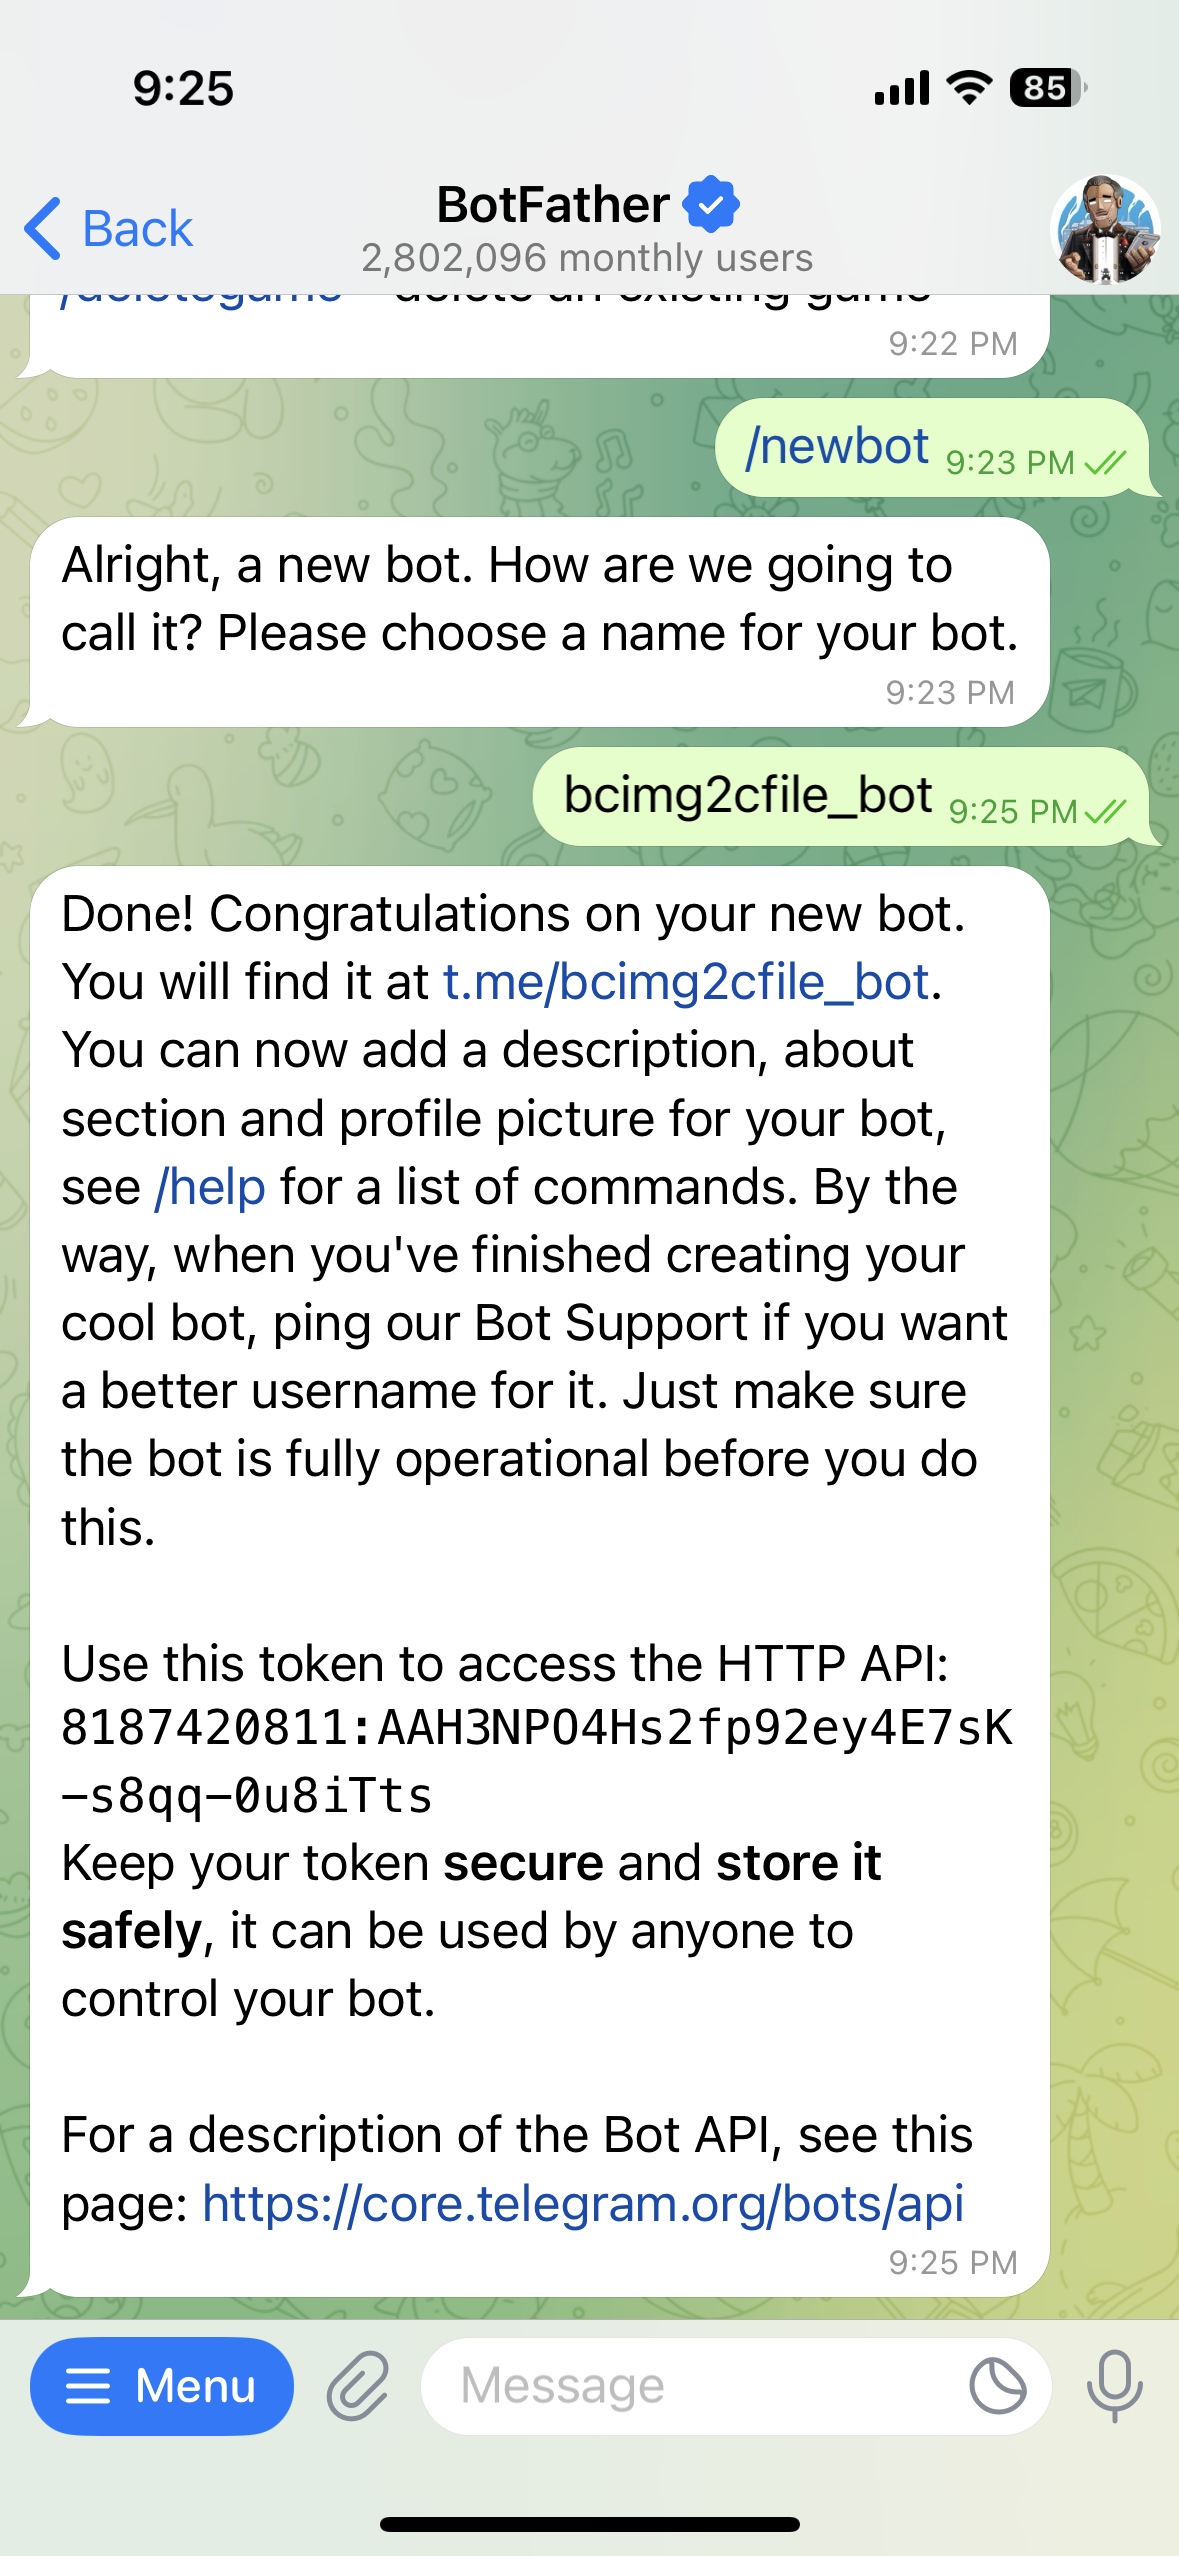 9:25
85
Back
BotFather
2,802,096 monthly users
/deletegame - delete an existing game
9:22 PM
/newbot 9:23 PM
Alright, a new bot. How are we going to
call it? Please choose a name for your bot.
9:23 PM
bcimg2cfile_bot 9:25 PM
Done! Congratulations on your new bot.
You will find it at t.me/bcimg2cfile_bot.
You can now add a description, about
section and profile picture for your bot,
see /help for a list of commands. By the
way, when you've finished creating your
cool bot, ping our Bot Support if you want
a better username for it. Just make sure
the bot is fully operational before you do
this.
Use this token to access the HTTP API:
8187420811:AAH3NPO4Hs2fp92ey4E7sK
-s8qq-0u8iTts
Keep your token secure and store it
safely, it can be used by anyone to
control your bot.
For a description of the Bot API, see this
page: https://core.telegram.org/bots/api
9:25 PM
Menu
Message